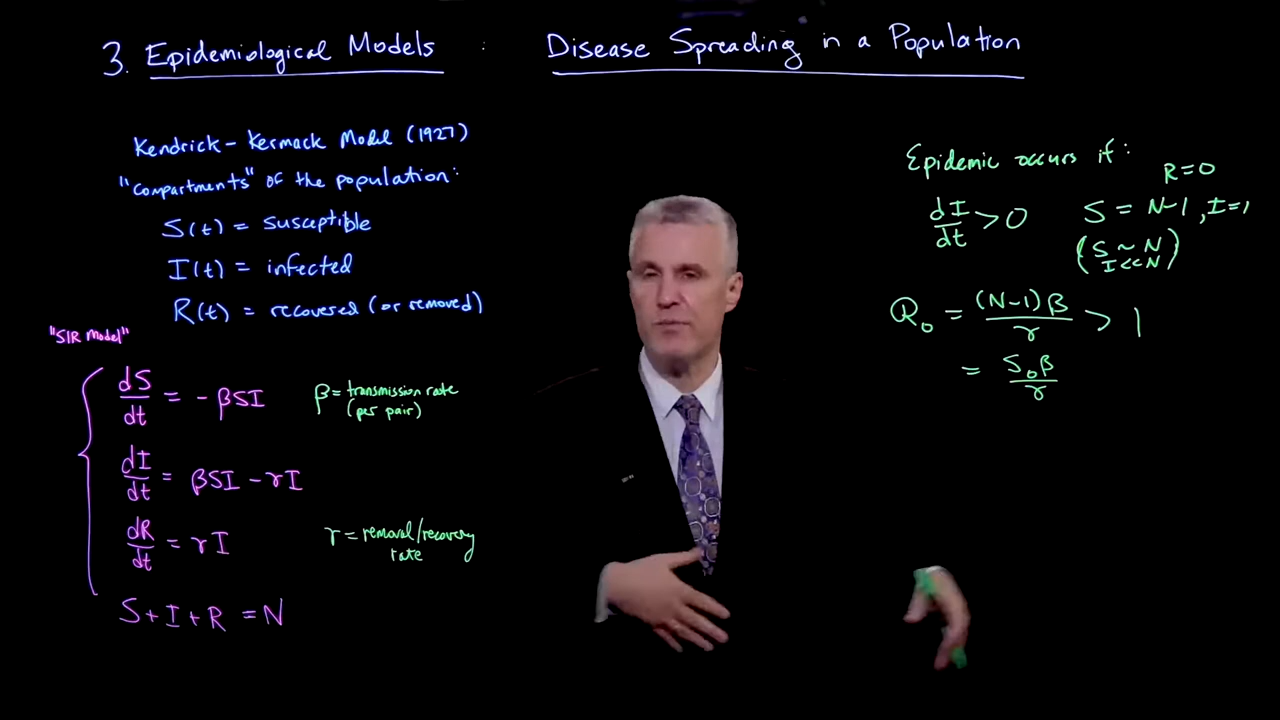 3. Epidemiological Models : Disease Spreading in a Population
Kendrick - Kermack Model (1927)
"compartments" of the population:
S(t) = susceptible
I(t) = infected
R(t) = recovered (or removed)
"SIR Model"
dS/dt = - βSI
β = transmission rate
(per pair)
dI/dt = βSI - γI
dR/dt = γI
γ = removal/recovery
rate
S + I + R = N
Epidemic occurs if:
R = 0
dI/dt > 0
S = N-1, I=1
(S ~ N
I << N)
R₀ = (N-1)β/γ > 1
= S₀β/γ